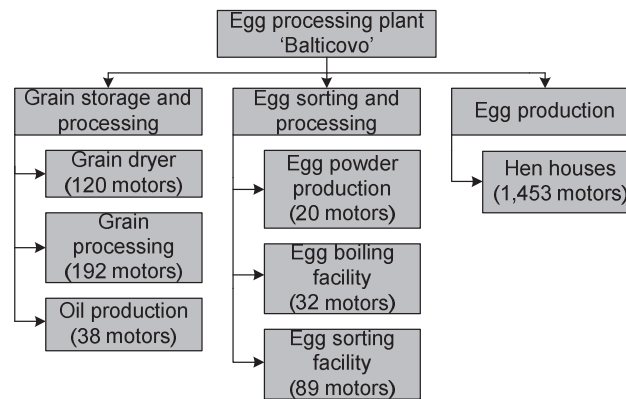 Egg processing plant
‘Balticovo’
Grain storage and
processing
Grain dryer
(120 motors)
Grain
processing
(192 motors)
Oil production
(38 motors)
Egg sorting and
processing
Egg powder
production
(20 motors)
Egg boiling
facility
(32 motors)
Egg sorting
facility
(89 motors)
Egg production
Hen houses
(1,453 motors)